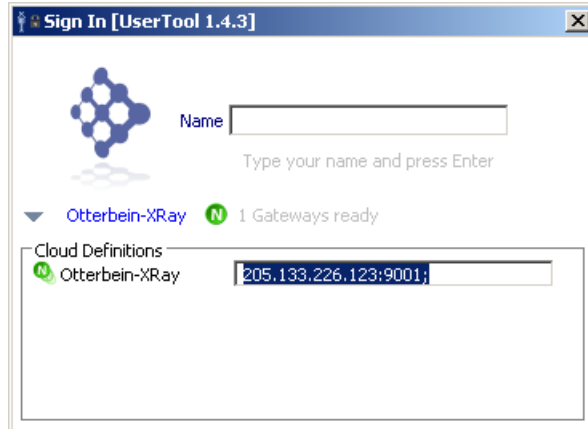 Sign In [UserTool 1.4.3]
Name
Type your name and press Enter
Otterbein-XRay N 1 Gateways ready
Cloud Definitions
N Otterbein-XRay 205.133.226.123:9001;